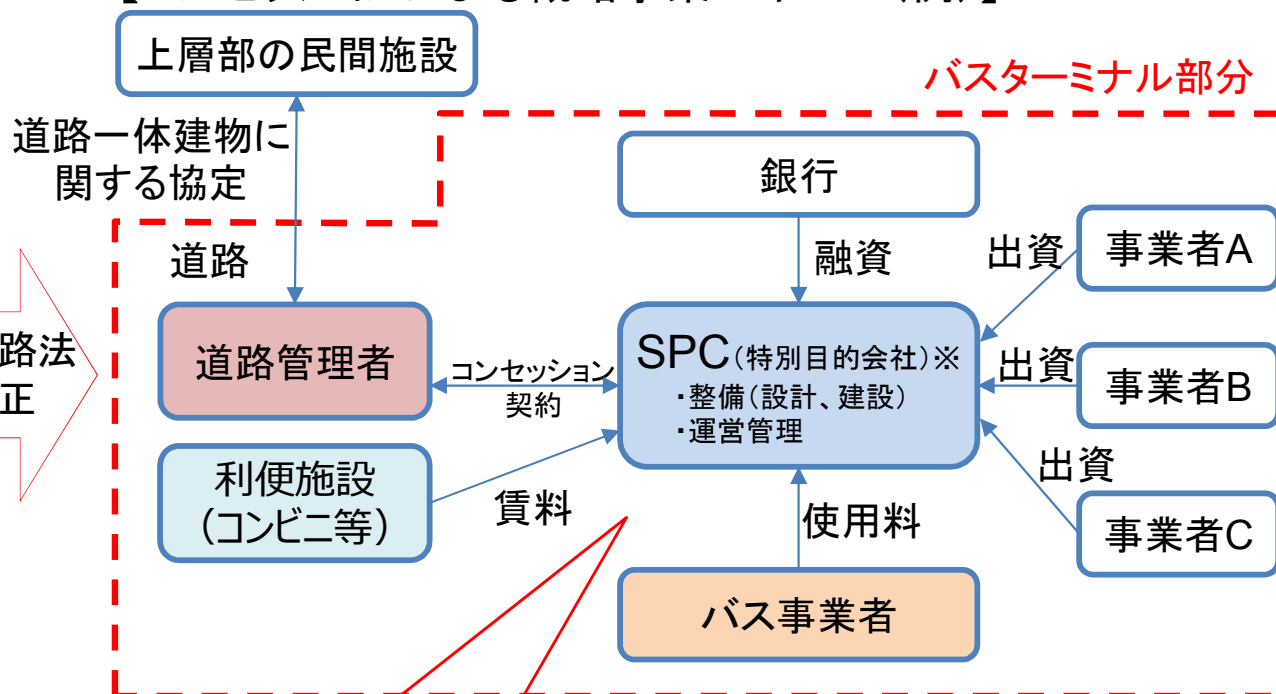 上層部の民間施設
バスターミナル部分
道路一体建物に
関する協定
銀行
道路
融資
出資
事業者A
路法
正
道路管理者
コンセッション
契約
SPC(特別目的会社)※
・整備(設計、建設)
・運営管理
出資
事業者B
利便施設
(コンビニ等)
賃料
使用料
出資
事業者C
バス事業者